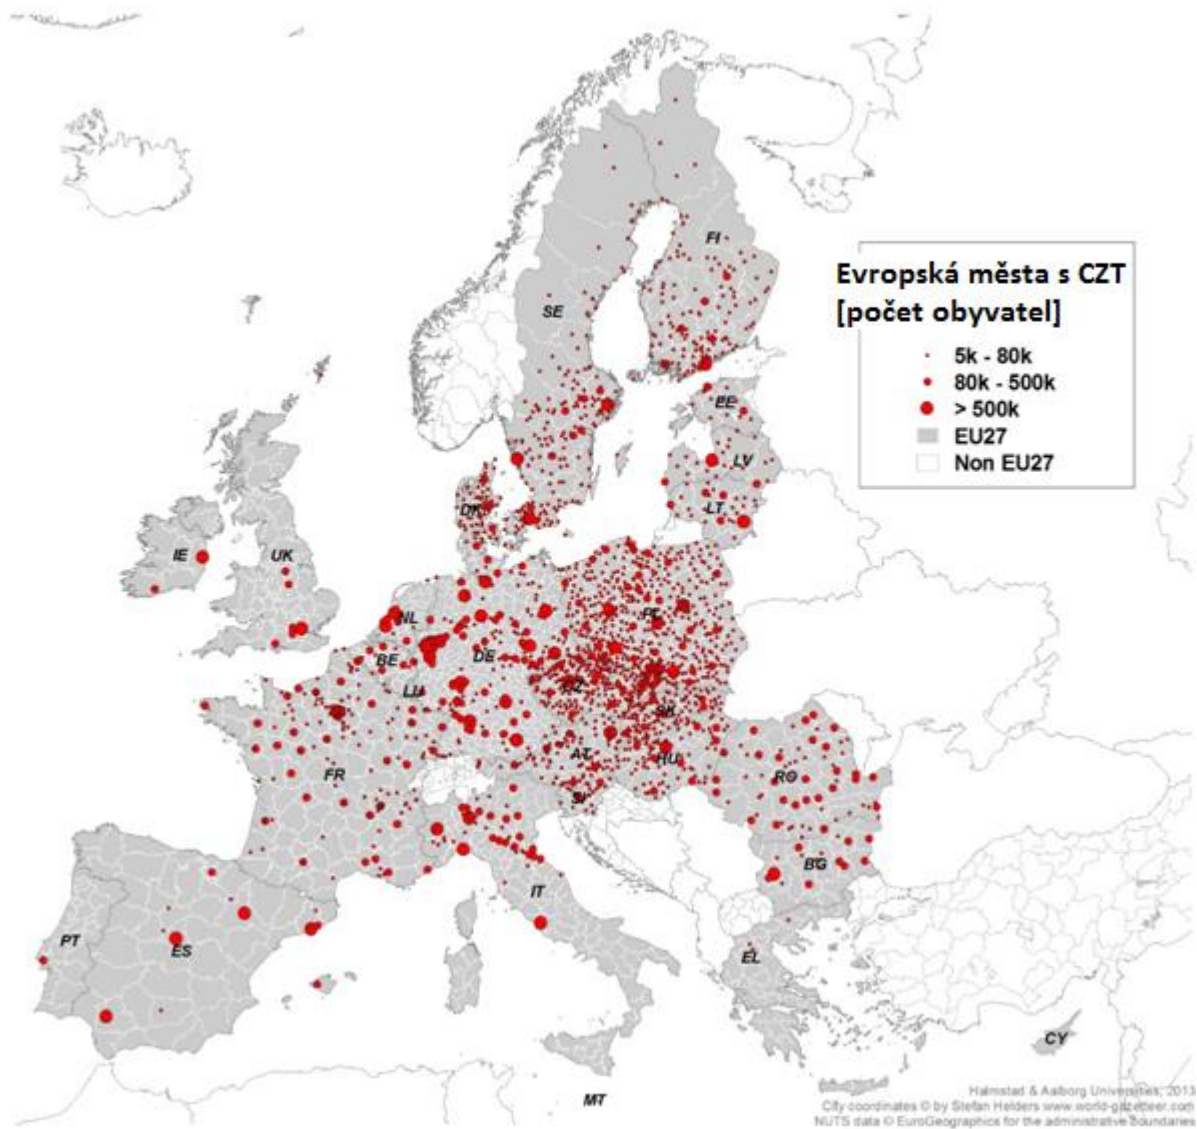 FI
SE
Evropská města s CZT
[počet obyvatel]
5k - 80k
80k - 500k
> 500k
EU27
Non EU27
EE
LV
DK
LT
IE
UK
NL
PL
BE
DE
LU
CZ
SK
AT
HU
FR
RO
SI
BG
IT
PT
ES
EL
CY
MT
Halmstad & Aalborg Universities, 2013
City coordinates © by Stefan Helders www.world-gazetteer.com
NUTS data © EuroGeographics for the administrative boundaries